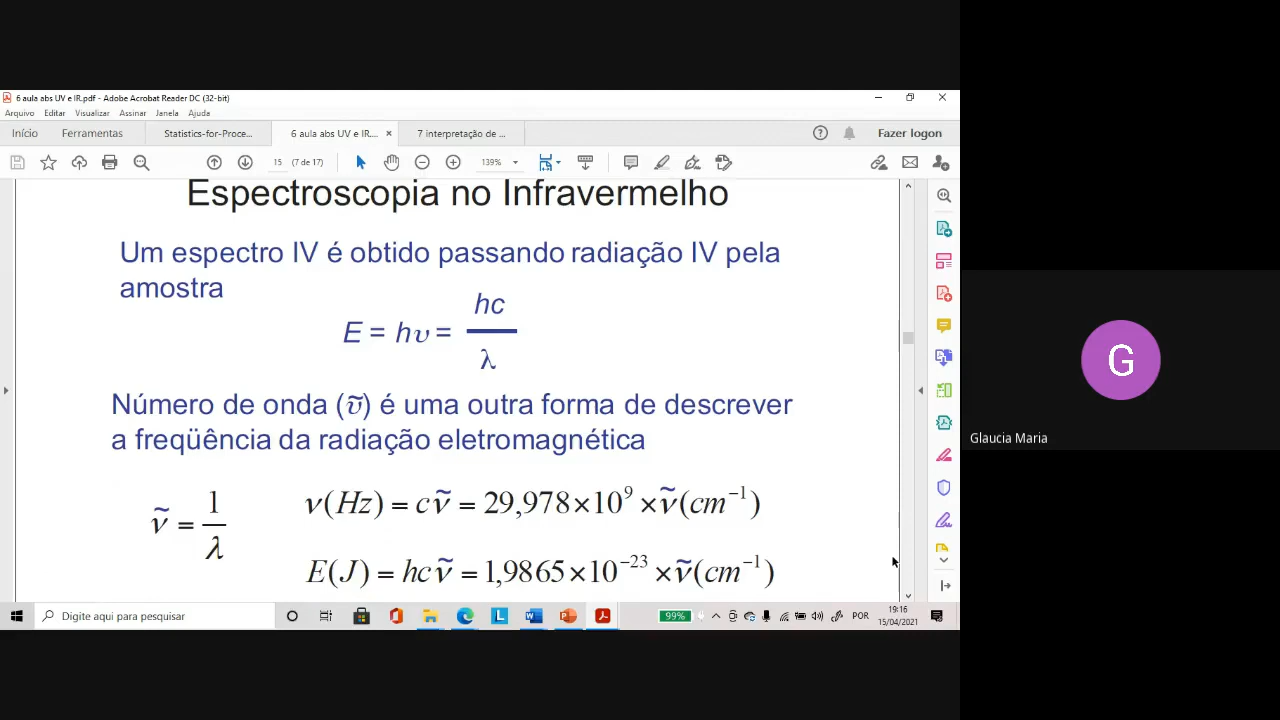 6 aula abs UV e IR.pdf - Adobe Acrobat Reader DC (32-bit)
Arquivo Editar Visualizar Assinar Janela Ajuda
Início Ferramentas Statistics-for-Proce... 6 aula abs UV e IR.... × 7 interpretação de ... Fazer logon
15 (7 de 17) 139%
Espectroscopia no Infravermelho
Um espectro IV é obtido passando radiação IV pela
amostra
E = hυ = hc/λ
Número de onda (ῦ) é uma outra forma de descrever
a freqüência da radiação eletromagnética
ν̃ = 1/λ
ν(Hz) = cν̃ = 29,978×10⁹ ×ν̃(cm⁻¹)
E(J) = hcν̃ = 1,9865×10⁻²³ ×ν̃(cm⁻¹)
G
Glaucia Maria
Digite aqui para pesquisar
99% POR 19:16
15/04/2021